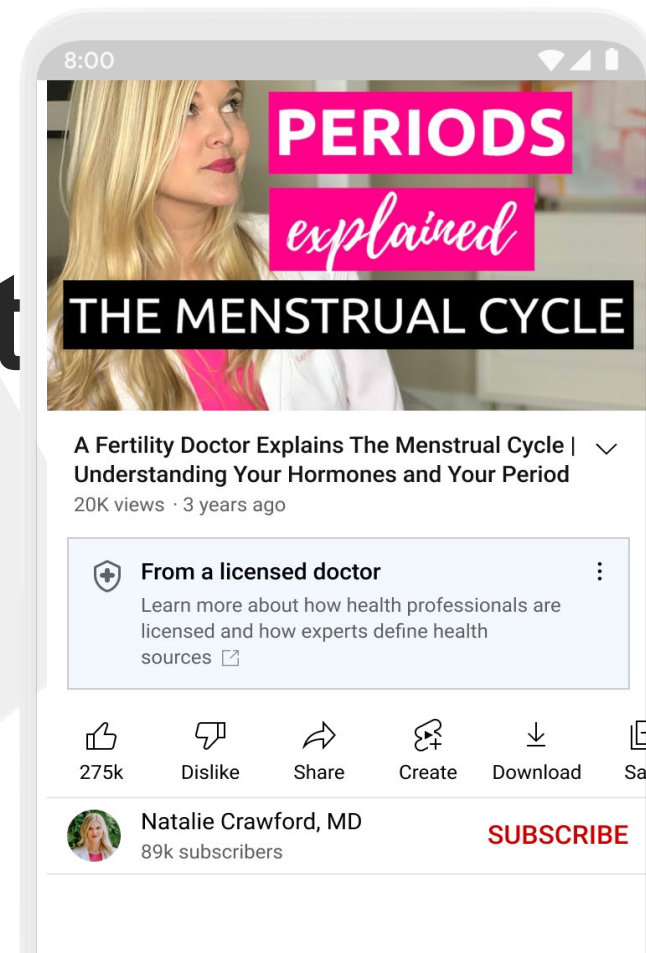 8:00
PERIODS
explained
THE MENSTRUAL CYCLE
A Fertility Doctor Explains The Menstrual Cycle |
Understanding Your Hormones and Your Period
20K views · 3 years ago
From a licensed doctor
Learn more about how health professionals are
licensed and how experts define health
sources
275k Dislike Share Create Download Sa
Natalie Crawford, MD
SUBSCRIBE
89k subscribers